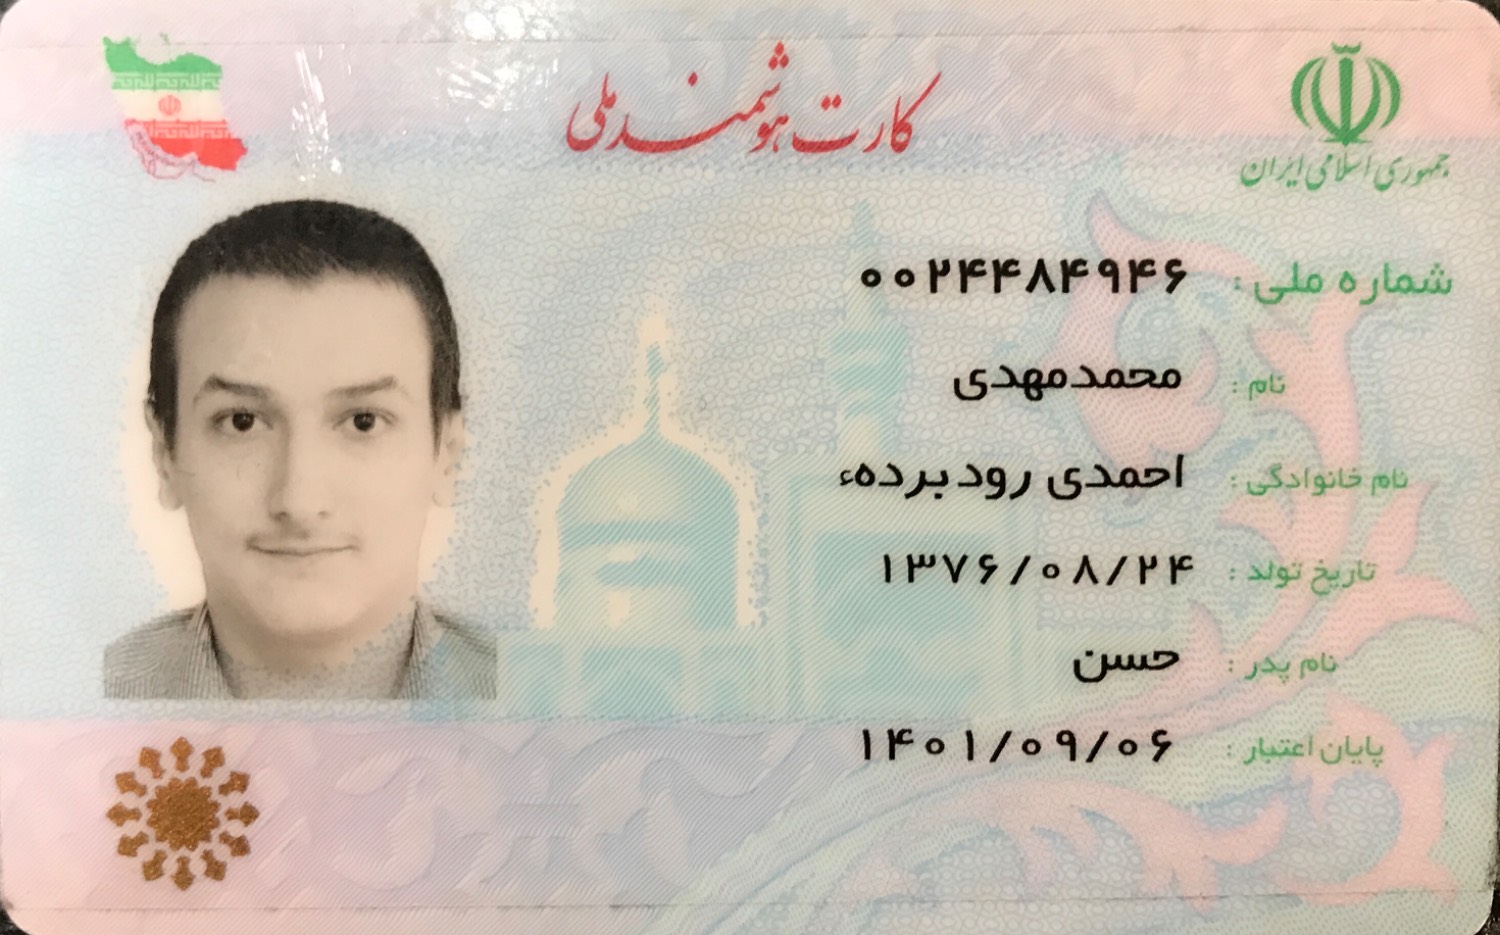 کارت هوشمند ملی
جمهوری اسلامی ایران
شماره ملی : ۰۰۲۴۴۸۴۹۴۶
نام : محمدمهدی
نام خانوادگی : احمدی رودبردهء
تاریخ تولد : ۱۳۷۶/۰۸/۲۴
نام پدر : حسن
پایان اعتبار : ۱۴۰۱/۰۹/۰۶